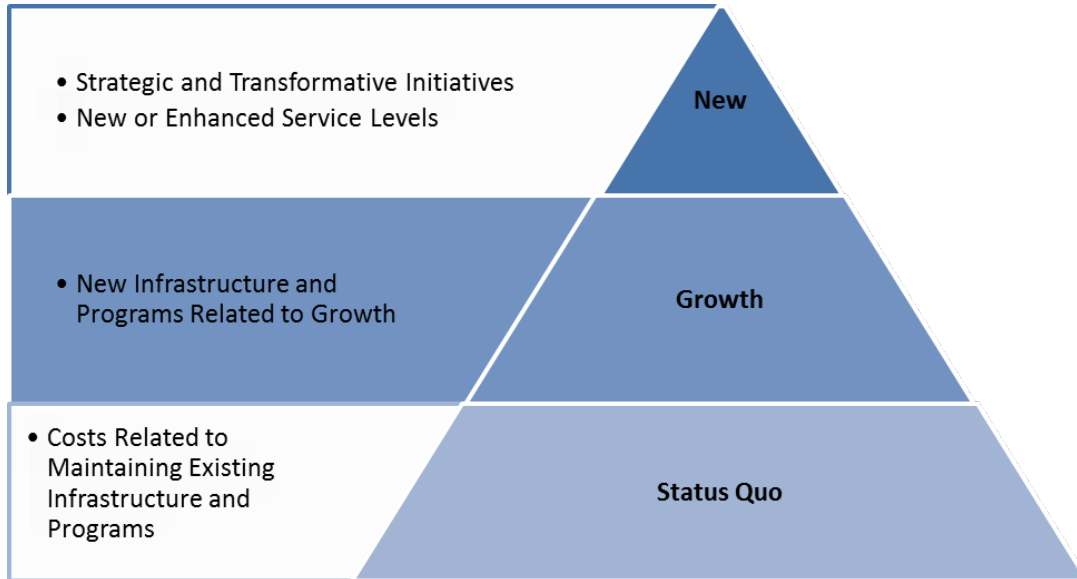 • Strategic and Transformative Initiatives
• New or Enhanced Service Levels
New
• New Infrastructure and
Programs Related to Growth
Growth
• Costs Related to
Maintaining Existing
Infrastructure and
Programs
Status Quo